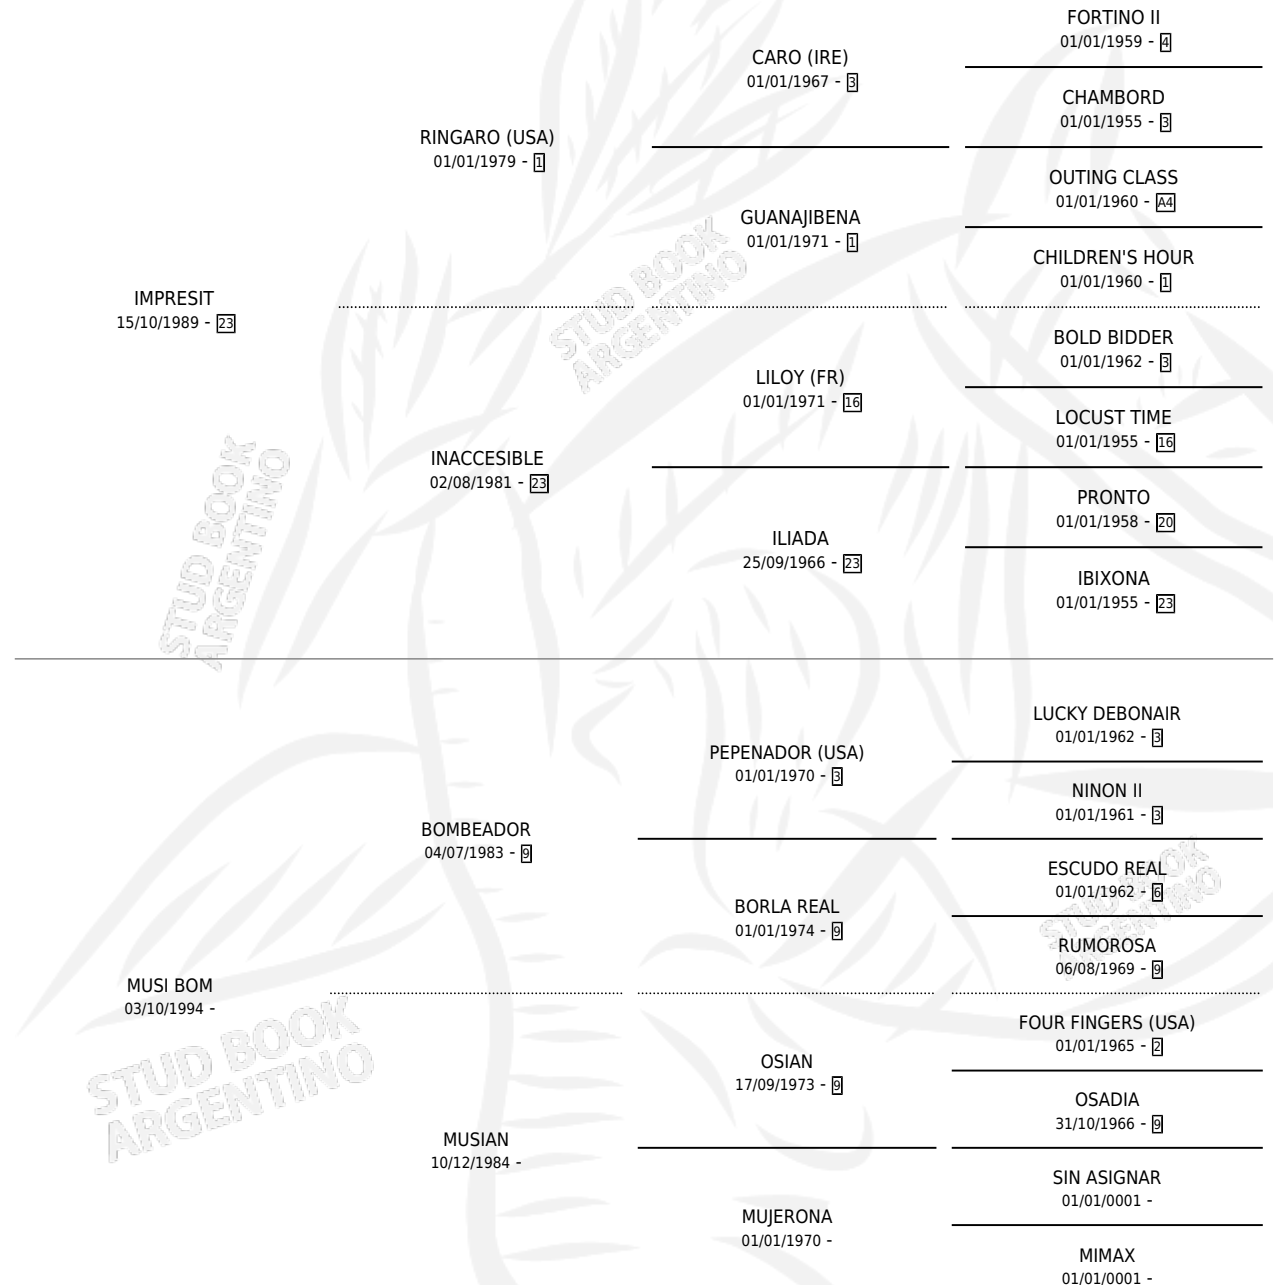 FORTINO II
01/01/1959 - 4
CARO (IRE)
01/01/1967 - 3
CHAMBORD
01/01/1955 - 3
RINGARO (USA)
01/01/1979 - 1
OUTING CLASS
01/01/1960 - A4
GUANAJIBENA
01/01/1971 - 1
CHILDREN'S HOUR
01/01/1960 - 1
IMPRESIT
15/10/1989 - 23
STUD BOOK
ARGENTINO
BOLD BIDDER
01/01/1962 - 3
LILOY (FR)
01/01/1971 - 16
LOCUST TIME
01/01/1955 - 16
INACCESIBLE
02/08/1981 - 23
PRONTO
01/01/1958 - 20
ILIADA
25/09/1966 - 23
IBIXONA
01/01/1955 - 23
STUD BOOK
ARGENTINO
LUCKY DEBONAIR
01/01/1962 - 3
PEPENADOR (USA)
01/01/1970 - 3
NINON II
01/01/1961 - 3
BOMBEADOR
04/07/1983 - 9
ESCUDO REAL
01/01/1962 - 6
BORLA REAL
01/01/1974 - 9
STUD BOOK
ARGENTINO
RUMOROSA
06/08/1969 - 9
MUSI BOM
03/10/1994 -
FOUR FINGERS (USA)
01/01/1965 - 2
OSIAN
17/09/1973 - 9
STUD BOOK
ARGENTINO
OSADIA
31/10/1966 - 9
MUSIAN
10/12/1984 -
SIN ASIGNAR
01/01/0001 -
MUJERONA
01/01/1970 -
MIMAX
01/01/0001 -